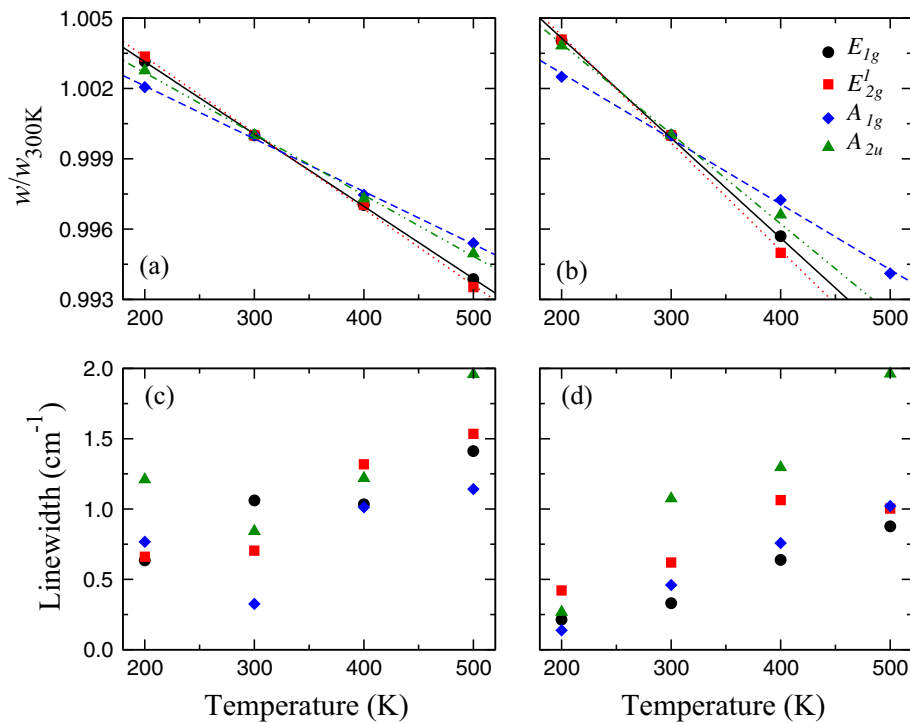 1.005
1.002
0.999
0.996
0.993
w/w300K
(a)
200 300 400 500
(b)
E1g
E12g
A1g
A2u
200 300 400 500
2.0
1.5
1.0
0.5
0.0
Linewidth (cm-1)
(c)
200 300 400 500
Temperature (K)
(d)
200 300 400 500
Temperature (K)